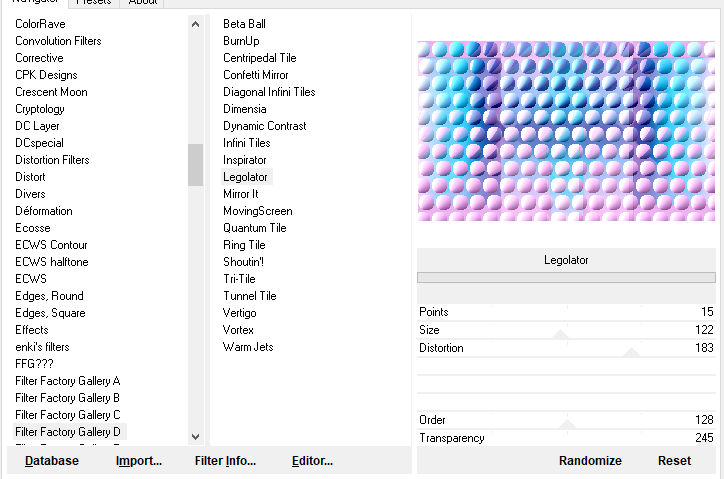 Navigator Presets About
ColorRave
Convolution Filters
Corrective
CPK Designs
Crescent Moon
Cryptology
DC Layer
DCspecial
Distortion Filters
Distort
Divers
Déformation
Ecosse
ECWS Contour
ECWS halftone
ECWS
Edges, Round
Edges, Square
Effects
enki's filters
FFG???
Filter Factory Gallery A
Filter Factory Gallery B
Filter Factory Gallery C
Filter Factory Gallery D
Beta Ball
BurnUp
Centripedal Tile
Confetti Mirror
Diagonal Infini Tiles
Dimensia
Dynamic Contrast
Infini Tiles
Inspirator
Legolator
Mirror It
MovingScreen
Quantum Tile
Ring Tile
Shoutin'!
Tri-Tile
Tunnel Tile
Vertigo
Vortex
Warm Jets
Legolator
Points 15
Size 122
Distortion 183
Order 128
Transparency 245
Database Import... Filter Info... Editor... Randomize Reset